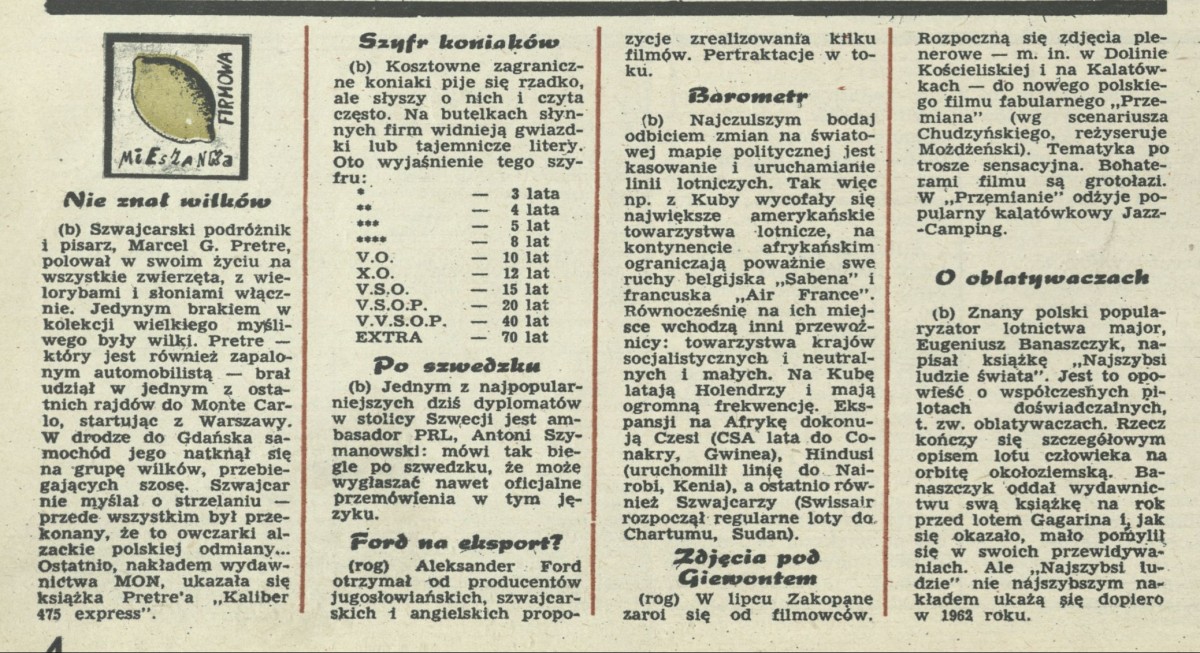 FIRMOWA
MIESZANKA
Nie znał wilków
(b) Szwajcarski podróżnik
i pisarz, Marcel G. Pretre,
polował w swoim życiu na
wszystkie zwierzęta, z wie-
lorybami i słoniami włącz-
nie. Jedynym brakiem w
kolekcji wielkiego myśli-
wego były wilki. Pretre —
który jest również zapalo-
nym automobilistą — brał
udział w jednym z osta-
tnich rajdów do Monte Car-
lo, startując z Warszawy.
W drodze do Gdańska sa-
mochód jego natknął się
na grupę wilków, przebie-
gających szosę. Szwajcar
nie myślał o strzelaniu —
przede wszystkim był prze-
konany, że to owczarki al-
zackie polskiej odmiany...
Ostatnio, nakładem wydaw-
nictwa MON, ukazała się
książka Pretre'a „Kaliber
475 express".
4
Szyfr koniaków
(b) Kosztowne zagranicz-
ne koniaki pije się rzadko,
ale słyszy o nich i czyta
często. Na butelkach słyn-
nych firm widnieją gwiazd-
ki lub tajemnicze litery.
Oto wyjaśnienie tego szy-
fru:
* — 3 lata
** — 4 lata
*** — 5 lat
**** — 8 lat
V.O. — 10 lat
X.O. — 12 lat
V.S.O. — 15 lat
V.S.O.P. — 20 lat
V.V.S.O.P. — 40 lat
EXTRA — 70 lat
Po szwedzku
(b) Jednym z najpopular-
niejszych dziś dyplomatów
w stolicy Szwecji jest am-
basador PRL, Antoni Szy-
manowski: mówi tak bie-
gle po szwedzku, że może
wygłaszać nawet oficjalne
przemówienia w tym ję-
zyku.
Ford na eksport?
(rog) Aleksander Ford
otrzymał od producentów
jugosłowiańskich, szwajcar-
skich i angielskich propo-
zycje zrealizowania kilku
filmów. Pertraktacje w to-
ku.
Barometr
(b) Najczulszym bodaj
odbiciem zmian na świato-
wej mapie politycznej jest
kasowanie i uruchamianie
linii lotniczych. Tak więc
np. z Kuby wycofały się
największe amerykańskie
towarzystwa lotnicze, na
kontynencie afrykańskim
ograniczają poważnie swe
ruchy belgijska „Sabena" i
francuska „Air France".
Równocześnie na ich miej-
sce wchodzą inni przewoź-
nicy: towarzystwa krajów
socjalistycznych i neutral-
nych i małych. Na Kubę
latają Holendrzy i mają
ogromną frekwencję. Eks-
pansji na Afrykę dokonu-
ją Czesi (CSA lata do Co-
nakry, Gwinea), Hindusi
(uruchomili linię do Nai-
robi, Kenia), a ostatnio rów-
nież Szwajcarzy (Swissair
rozpoczął regularne loty do
Chartumu, Sudan).
Zdjęcia pod
Giewontem
(rog) W lipcu Zakopane
zaroi się od filmowców.
Rozpoczną się zdjęcia ple-
nerowe — m. in. w Dolinie
Kościeliskiej i na Kalatów-
kach — do nowego polskie-
go filmu fabularnego „Prze-
miana" (wg scenariusza
Chudzyńskiego, reżyseruje
Możdżeński). Tematyka po
trosze sensacyjna. Bohate-
rami filmu są grotołazi.
W „Przemianie" odżyje po-
pularny kalatówkowy Jazz-
-Camping.
O oblatywaczach
(b) Znany polski popula-
ryzator lotnictwa major,
Eugeniusz Banaszczyk, na-
pisał książkę „Najszybsi
ludzie świata". Jest to opo-
wieść o współczesnych pi-
lotach doświadczalnych,
t. zw. oblatywaczach. Rzecz
kończy się szczegółowym
opisem lotu człowieka na
orbitę okołoziemską. Ba-
naszczyk oddał wydawnic-
twu swą książkę na rok
przed lotem Gagarina i, jak
się okazało, mało pomylił
się w swoich przewidywa-
niach. Ale „Najszybsi lu-
dzie" nie najszybszym na-
kładem ukażą się dopiero
w 1962 roku.